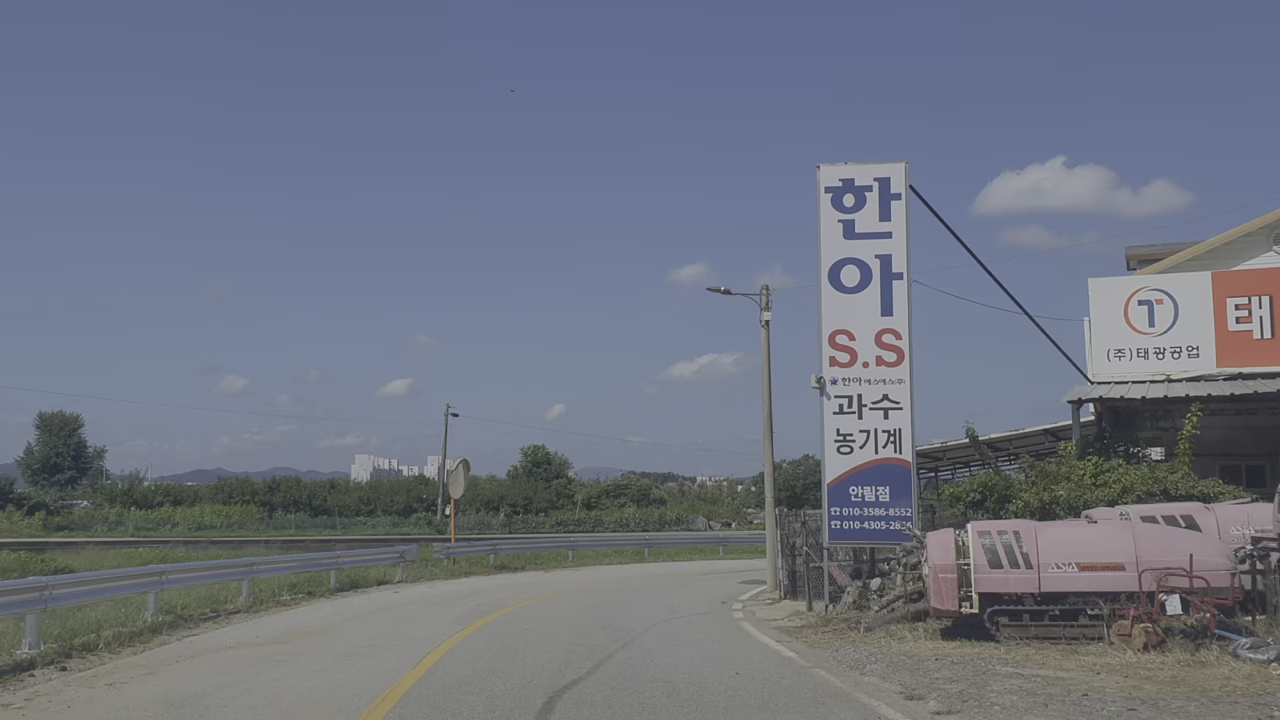 한
아
S.S
한아에스에스(주)
과수
농기계
안림점
☎ 010-3586-8552
☎ 010-4305-2836
T
(주)태광공업
태
ASIA